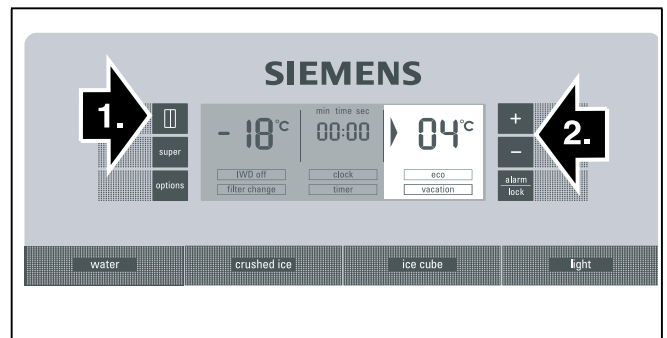 SIEMENS
1.
super
options
- 18°C
min time sec
00:00
04°C
IWD off
clock
eco
filter change
timer
vacation
+
−
alarm
lock
2.
water
crushed ice
ice cube
light